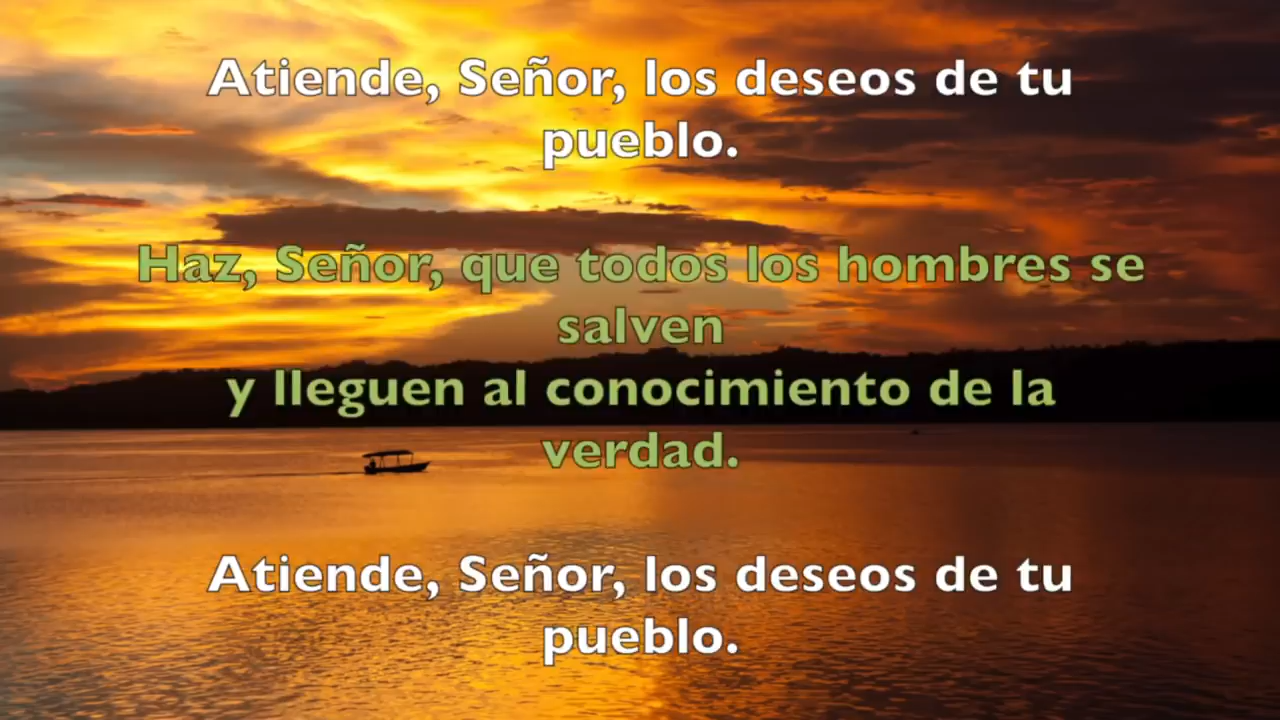 Atiende, Señor, los deseos de tu
pueblo.
Haz, Señor, que todos los hombres se
salven
y lleguen al conocimiento de la
verdad.
Atiende, Señor, los deseos de tu
pueblo.